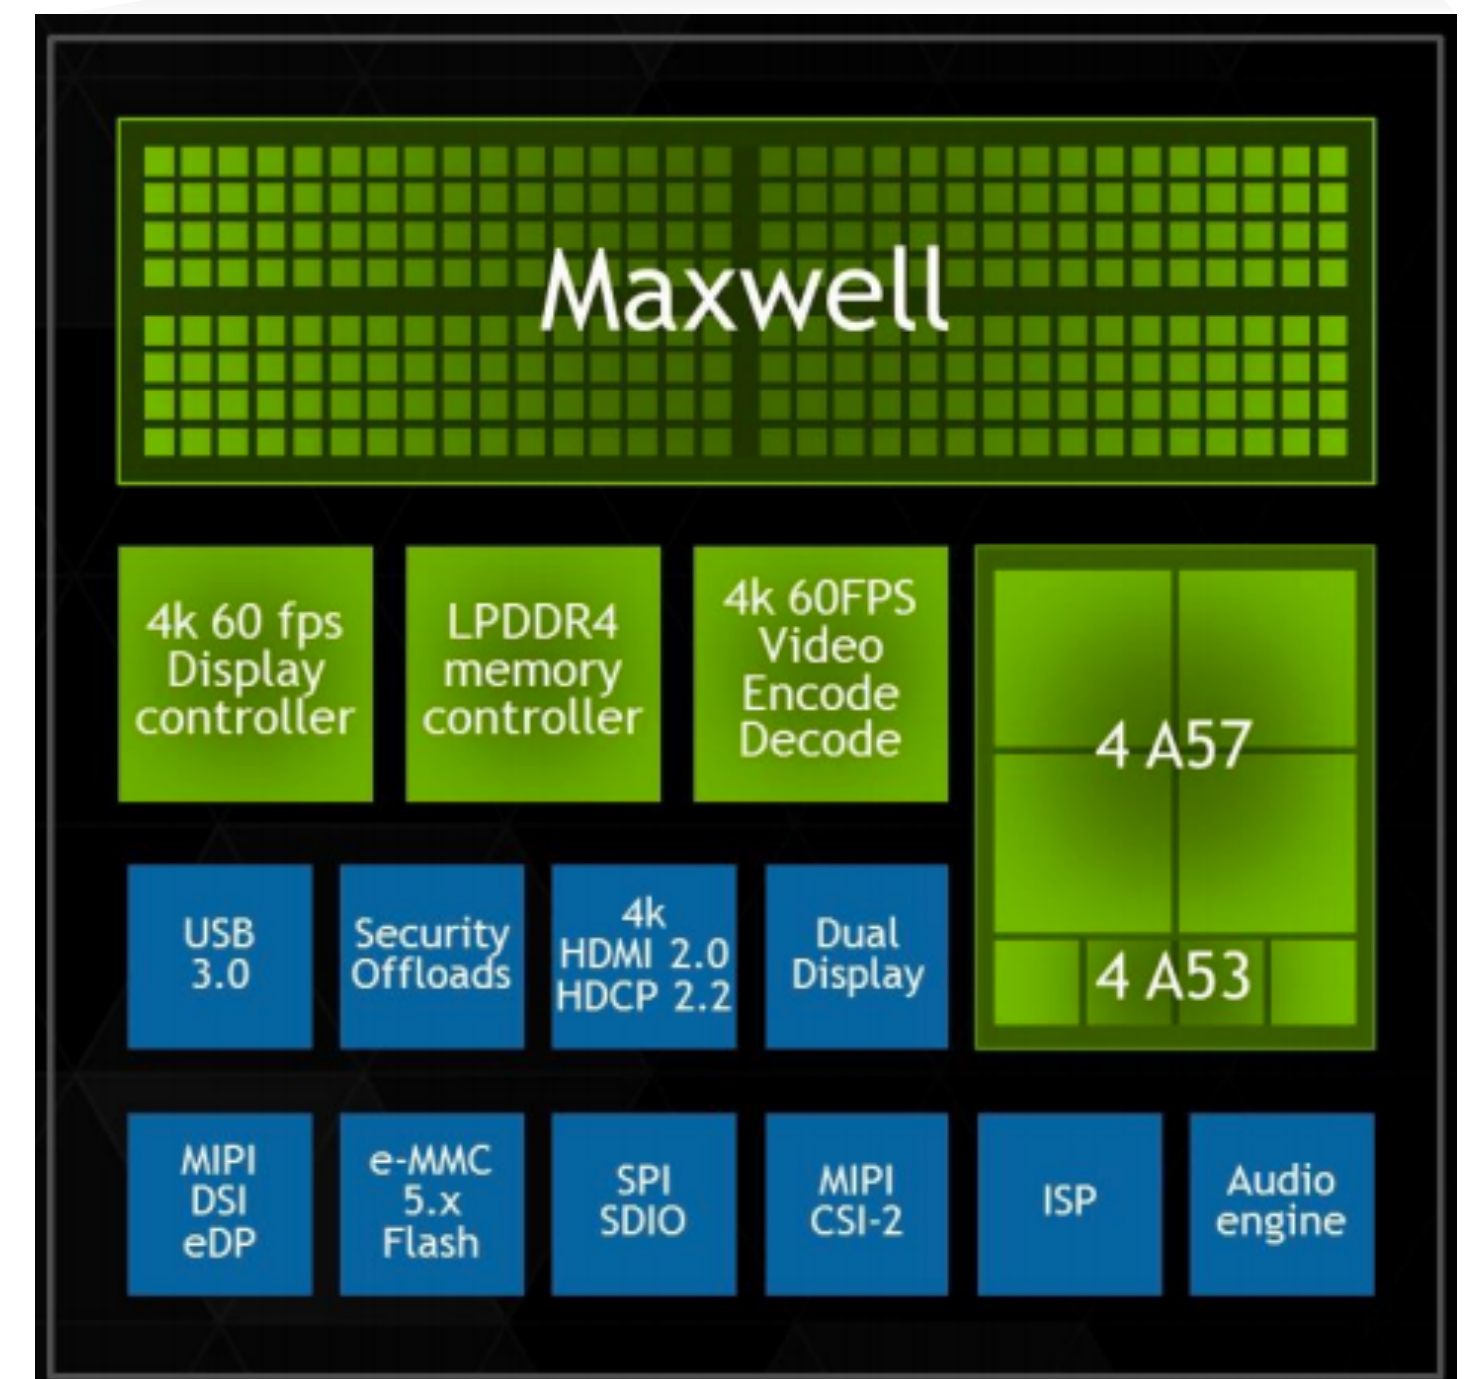 Maxwell
4k 60 fps
Display
controller
LPDDR4
memory
controller
4k 60FPS
Video
Encode
Decode
4 A57
4 A53
USB
3.0
Security
Offloads
4k
HDMI 2.0
HDCP 2.2
Dual
Display
MIPI
DSI
eDP
e-MMC
5.x
Flash
SPI
SDIO
MIPI
CSI-2
ISP
Audio
engine